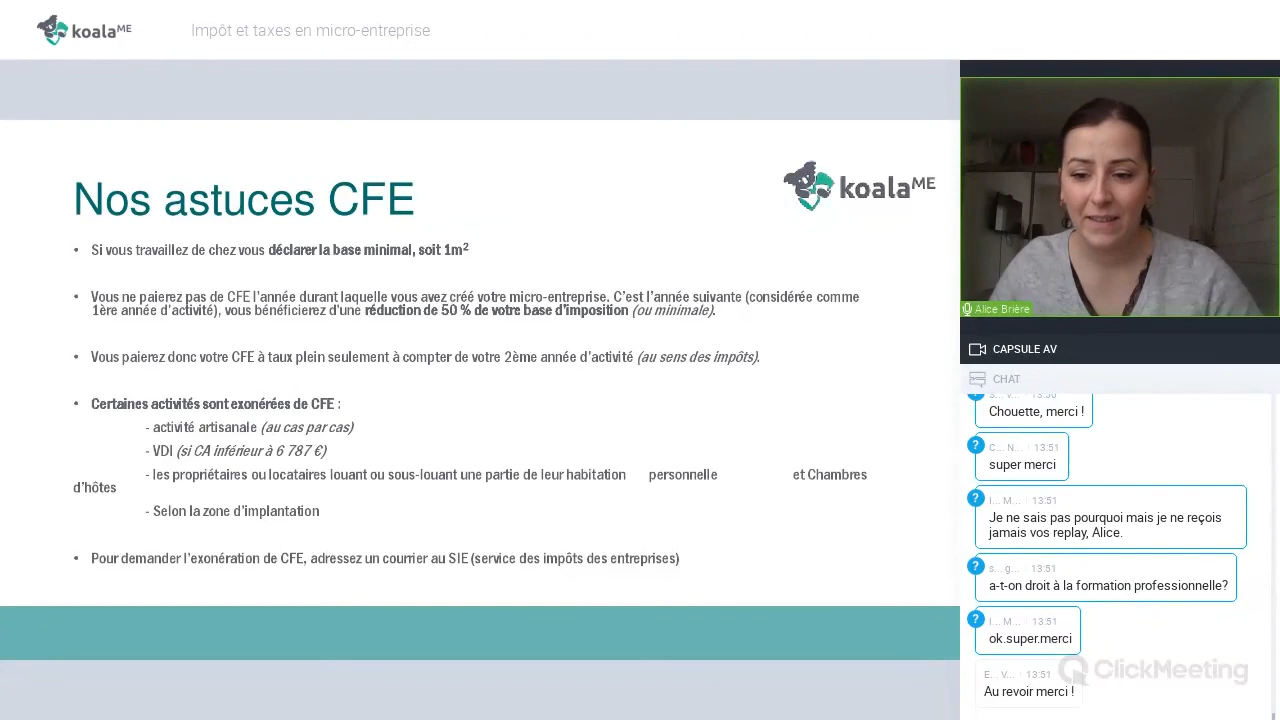 koala ME
Impôt et taxes en micro-entreprise
Nos astuces CFE
koala ME
• Si vous travaillez de chez vous déclarer la base minimal, soit 1m²
• Vous ne paierez pas de CFE l'année durant laquelle vous avez créé votre micro-entreprise. C'est l'année suivante (considérée comme
1ère année d'activité), vous bénéficierez d'une réduction de 50 % de votre base d'imposition (ou minimale).
• Vous paierez donc votre CFE à taux plein seulement à compter de votre 2ème année d'activité (au sens des impôts).
• Certaines activités sont exonérées de CFE :
- activité artisanale (au cas par cas)
- VDI (si CA inférieur à 6 787 €)
- les propriétaires ou locataires louant ou sous-louant une partie de leur habitation personnelle et Chambres
d'hôtes
- Selon la zone d'implantation
• Pour demander l'exonération de CFE, adressez un courrier au SIE (service des impôts des entreprises)
Alice Brière
CAPSULE AV
CHAT
Chouette, merci !
C... N... 13:51
super merci
I... M... 13:51
Je ne sais pas pourquoi mais je ne reçois
jamais vos replay, Alice.
s... g... 13:51
a-t-on droit à la formation professionnelle?
I... M... 13:51
ok.super.merci
E... V... 13:51
Au revoir merci !
ClickMeeting